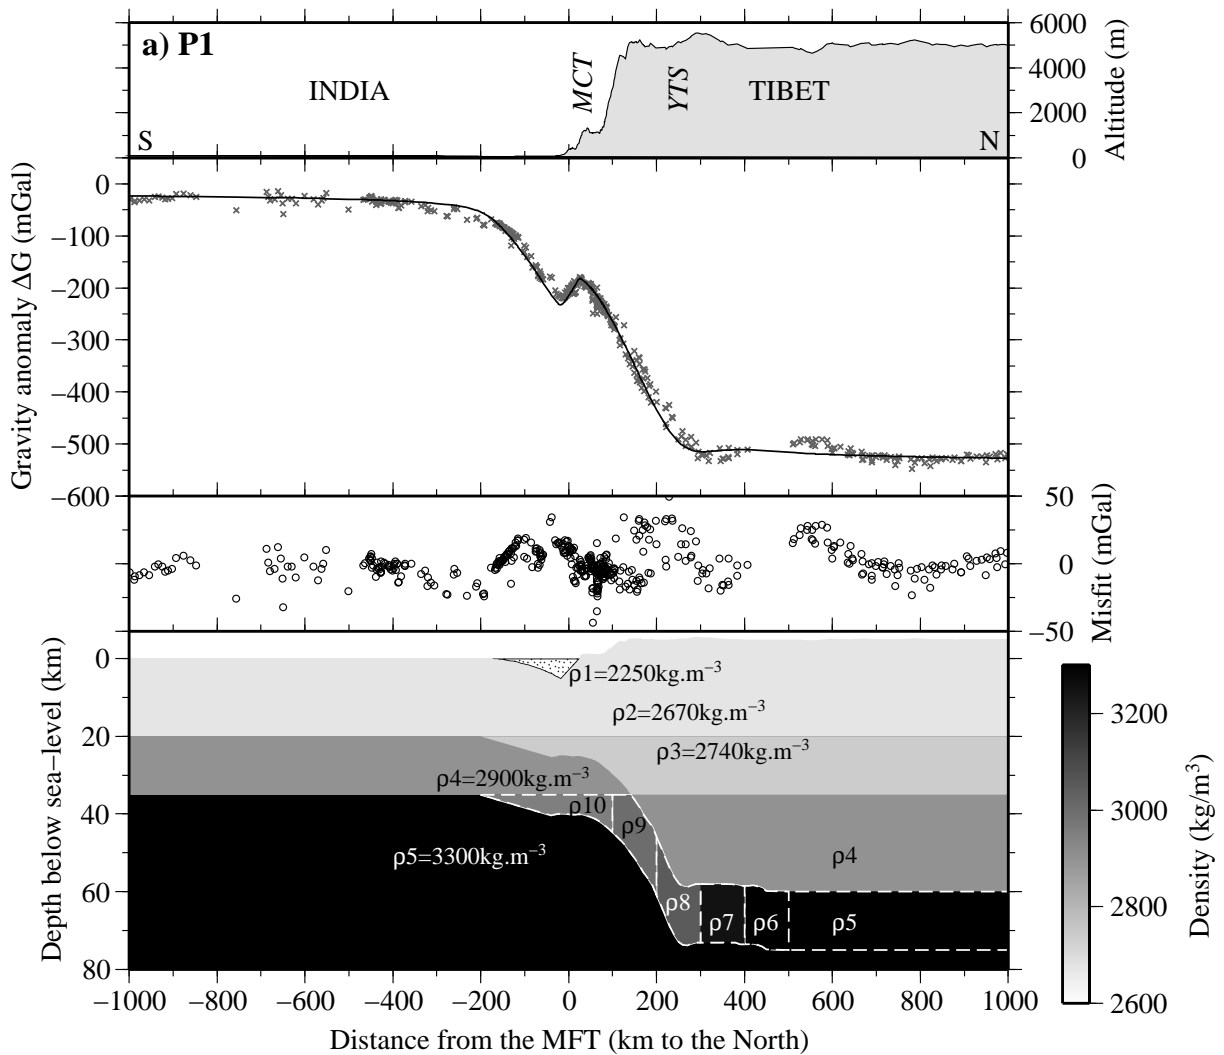 a) P1
INDIA
MCT
YTS
TIBET
S
N
6000
4000
2000
0
Altitude (m)
0
−100
−200
−300
−400
−500
−600
Gravity anomaly ΔG (mGal)
50
0
−50
Misfit (mGal)
0
20
40
60
80
Depth below sea−level (km)
ρ1=2250kg.m−3
ρ2=2670kg.m−3
ρ3=2740kg.m−3
ρ4=2900kg.m−3
ρ10
ρ9
ρ5=3300kg.m−3
ρ4
ρ8
ρ7
ρ6
ρ5
3200
3000
2800
2600
Density (kg/m3)
−1000 −800 −600 −400 −200 0 200 400 600 800 1000
Distance from the MFT (km to the North)